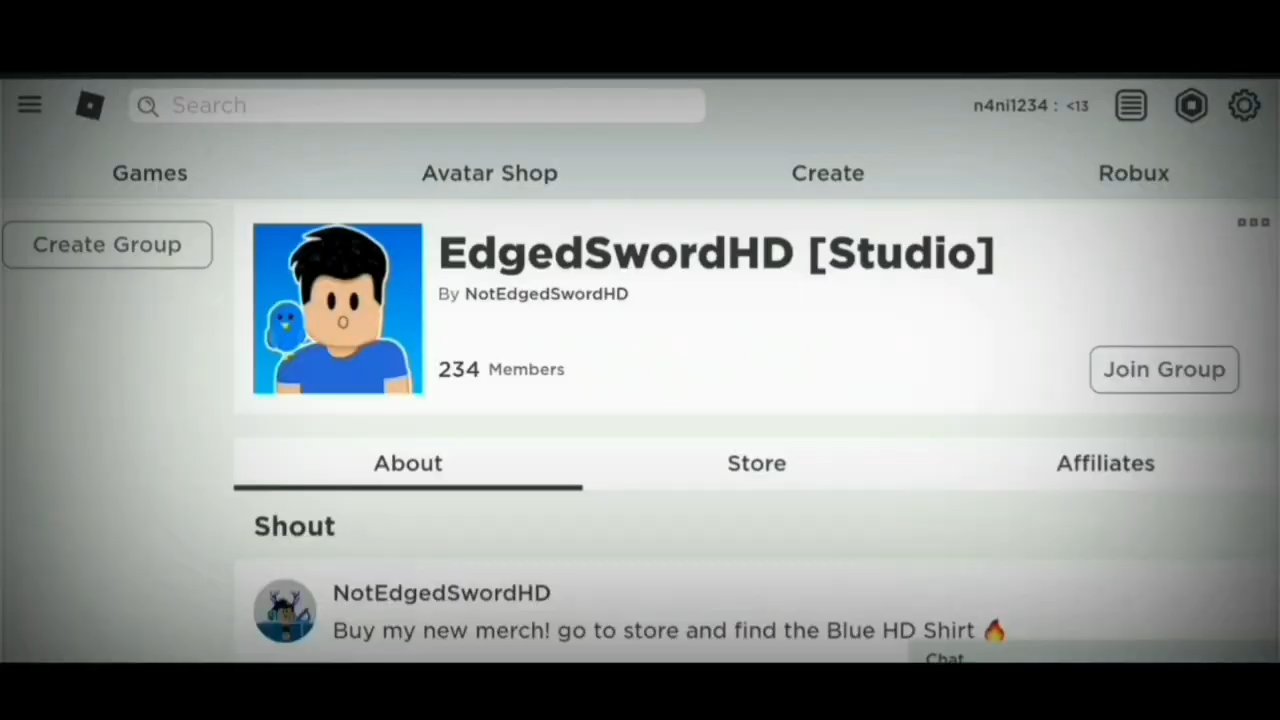 Search
n4ni1234 : <13
Games Avatar Shop Create Robux
Create Group
EdgedSwordHD [Studio]
By NotEdgedSwordHD
234 Members
Join Group
About Store Affiliates
Shout
NotEdgedSwordHD
Buy my new merch! go to store and find the Blue HD Shirt 🔥
Chat